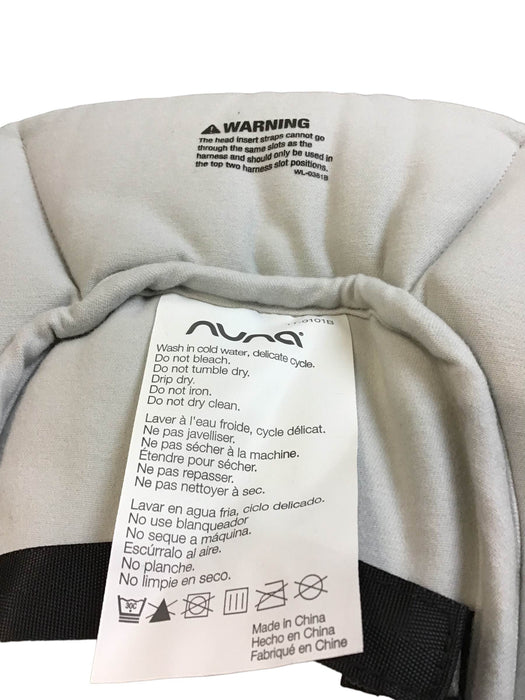 ⚠ WARNING
The head insert straps cannot go
through the same slots as the
harness and should only be used in
the top two harness slot positions.
WL-0381B
nuna
-0101B
Wash in cold water, delicate cycle.
Do not bleach.
Do not tumble dry.
Drip dry.
Do not iron.
Do not dry clean.
Laver à l'eau froide, cycle délicat.
Ne pas javelliser.
Ne pas sécher à la machine.
Étendre pour sécher.
Ne pas repasser.
Ne pas nettoyer à sec.
Lavar en agua fria, ciclo delicado.
No use blanqueador
No seque a máquina.
Escúrralo al aire.
No planche.
No limpie en seco.
30C
Made in China
Hecho en China
Fabriqué en Chine